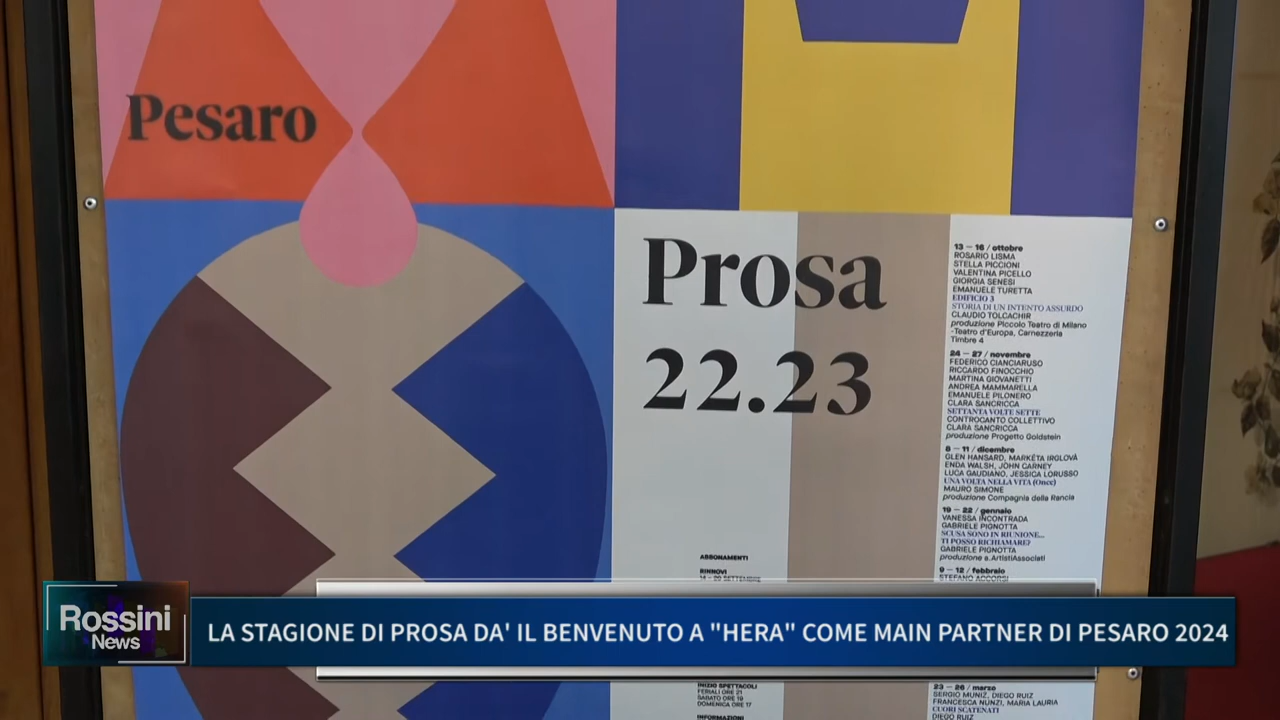 Pesaro
Prosa
22.23
13 — 16 / ottobre
ROSARIO LISMA
STELLA PICCIONI
VALENTINA PICELLO
GIORGIA SENESI
EMANUELE TURETTA
EDIFICIO 3
STORIA DI UN INTENTO ASSURDO
CLAUDIO TOLCACHIR
produzione Piccolo Teatro di Milano
-Teatro d'Europa, Carnezzeria
Timbre 4
24 — 27 / novembre
FEDERICO CIANCIARUSO
RICCARDO FINOCCHIO
MARTINA GIOVANETTI
ANDREA MAMMARELLA
EMANUELE PILONERO
CLARA SANCRICCA
SETTANTA VOLTE SETTE
CONTROCANTO COLLETTIVO
CLARA SANCRICCA
produzione Progetto Goldstein
8 — 11 / dicembre
GLEN HANSARD, MARKÉTA IRGLOVÁ
ENDA WALSH, JOHN CARNEY
LUCA GAUDIANO, JESSICA LORUSSO
UNA VOLTA NELLA VITA (Once)
MAURO SIMONE
produzione Compagnia della Rancia
19 — 22 / gennaio
VANESSA INCONTRADA
GABRIELE PIGNOTTA
SCUSA SONO IN RIUNIONE...
TI POSSO RICHIAMARE?
GABRIELE PIGNOTTA
produzione a.ArtistiAssociati
9 — 12 / febbraio
STEFANO ACCORSI
ABBONAMENTI
RINNOVI
14 – 20 SETTEMBRE
Rossini
News
LA STAGIONE DI PROSA DA' IL BENVENUTO A "HERA" COME MAIN PARTNER DI PESARO 2024
INIZIO SPETTACOLI
FERIALI ORE 21
SABATO ORE 19
DOMENICA ORE 17
INFORMAZIONI
23 — 26 / marzo
SERGIO MUNIZ, DIEGO RUIZ
FRANCESCA NUNZI, MARIA LAURIA
CUORI SCATENATI
DIEGO RUIZ